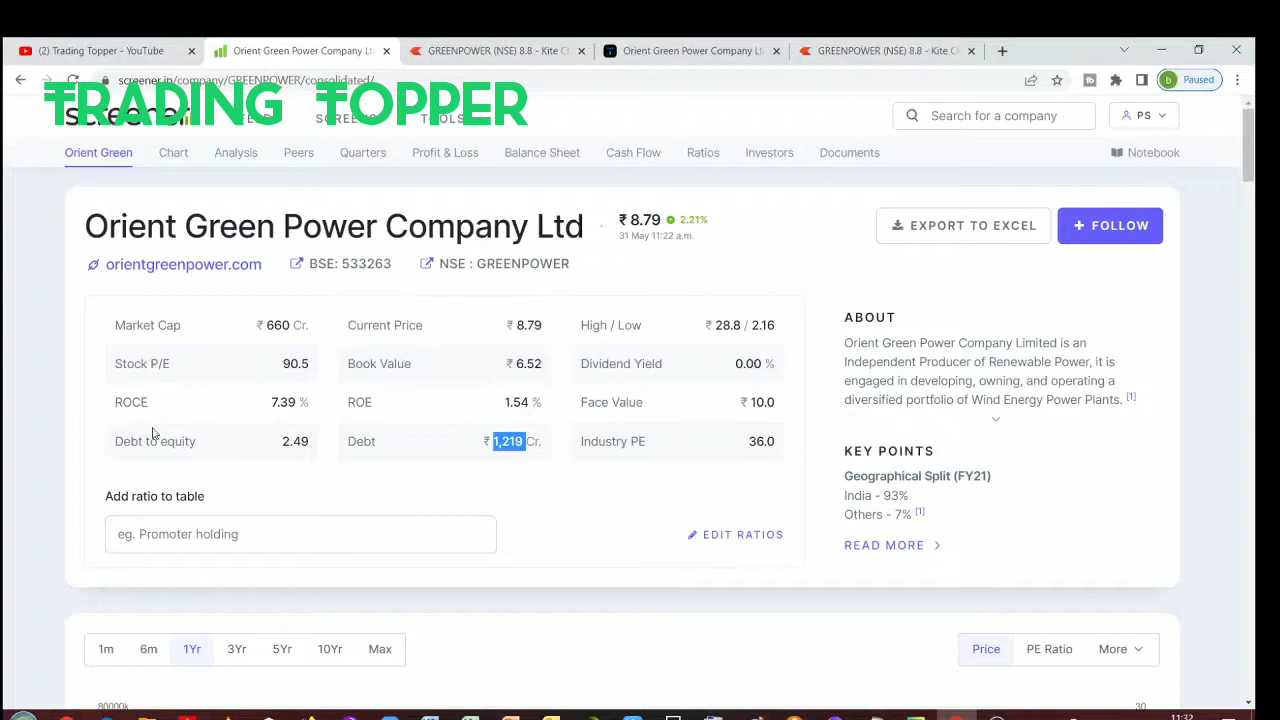 (2) Trading Topper - YouTube
Orient Green Power Company Lt
GREENPOWER (NSE) 8.8 - Kite C
Orient Green Power Company L
GREENPOWER (NSE) 8.8 - Kite C
screener.in/company/GREENPOWER/consolidated/
b Paused
TRADING TOPPER
screener
TOOLS
Search for a company
PS
Orient Green Chart Analysis Peers Quarters Profit & Loss Balance Sheet Cash Flow Ratios Investors Documents Notebook
Orient Green Power Company Ltd
₹ 8.79 2.21%
31 May 11:22 a.m.
EXPORT TO EXCEL
FOLLOW
orientgreenpower.com BSE: 533263 NSE : GREENPOWER
Market Cap ₹ 660 Cr. Current Price ₹ 8.79 High / Low ₹ 28.8 / 2.16
Stock P/E 90.5 Book Value ₹ 6.52 Dividend Yield 0.00 %
ROCE 7.39 % ROE 1.54 % Face Value ₹ 10.0
Debt to equity 2.49 Debt ₹ 1,219 Cr. Industry PE 36.0
Add ratio to table
eg. Promoter holding
EDIT RATIOS
ABOUT
Orient Green Power Company Limited is an
Independent Producer of Renewable Power, it is
engaged in developing, owning, and operating a
diversified portfolio of Wind Energy Power Plants. [1]
KEY POINTS
Geographical Split (FY21)
India - 93%
Others - 7% [1]
READ MORE
1m 6m 1Yr 3Yr 5Yr 10Yr Max
Price PE Ratio More
80000k 30
11:32